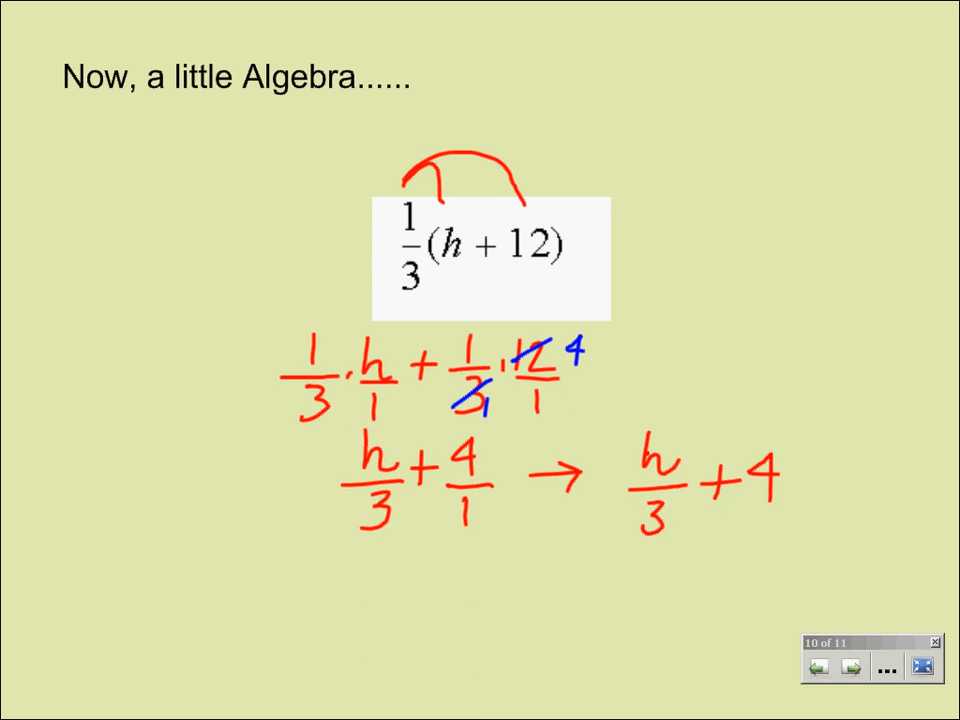 Now, a little Algebra......
1/3(h + 12)
1/3 · h/1 + 1/3 1 · 12/1 4
h/3 + 4/1 → h/3 + 4
10 of 11
...